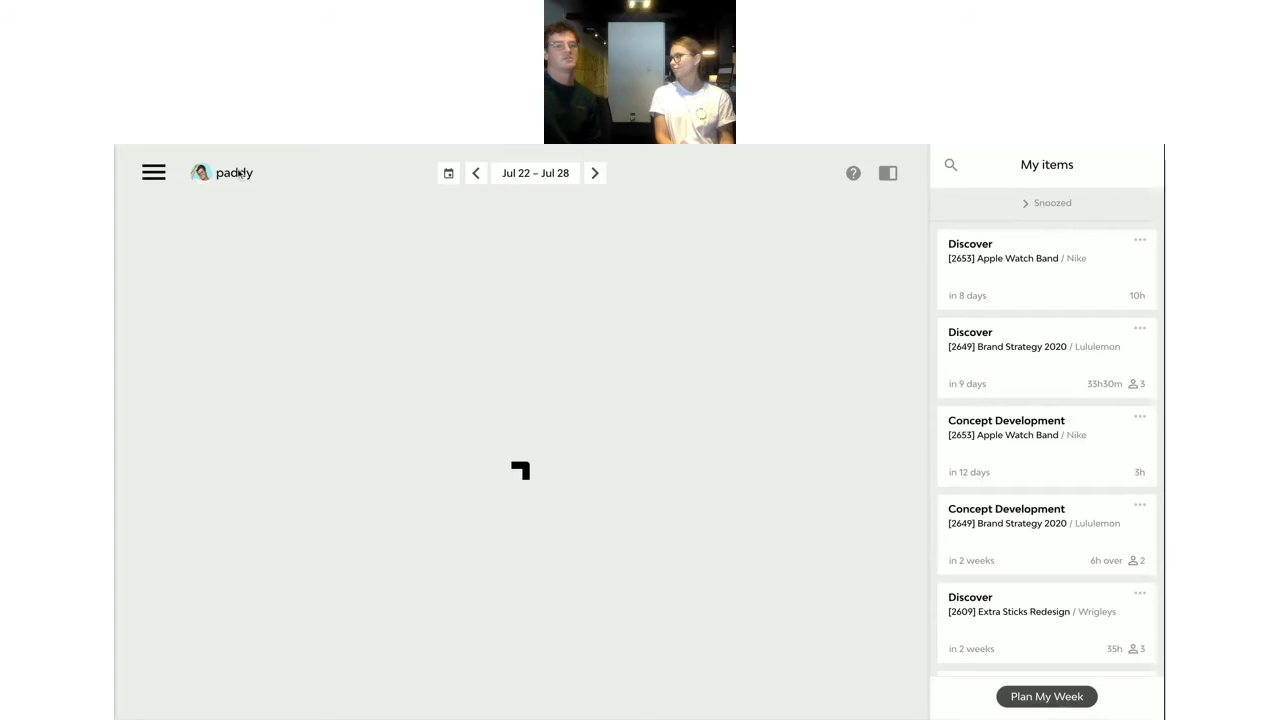 paddy
Jul 22 – Jul 28
My items
Snoozed
Discover
[2653] Apple Watch Band / Nike
in 8 days
10h
Discover
[2649] Brand Strategy 2020 / Lululemon
in 9 days
33h30m 3
Concept Development
[2653] Apple Watch Band / Nike
in 12 days
3h
Concept Development
[2649] Brand Strategy 2020 / Lululemon
in 2 weeks
6h over 2
Discover
[2609] Extra Sticks Redesign / Wrigleys
in 2 weeks
35h 3
Plan My Week